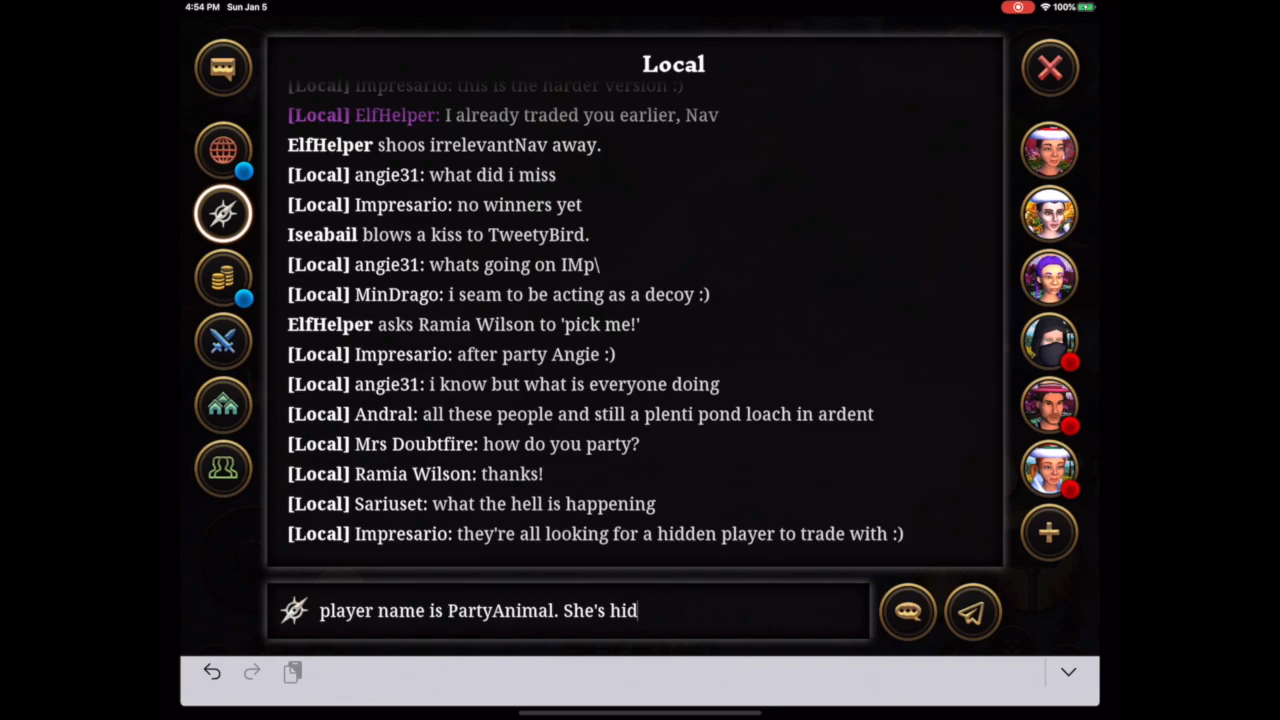 4:54 PM Sun Jan 5
100%
Local
[Local] Impresario: this is the harder version :)
[Local] ElfHelper: I already traded you earlier, Nav
ElfHelper shoos irrelevantNav away.
[Local] angie31: what did i miss
[Local] Impresario: no winners yet
Iseabail blows a kiss to TweetyBird.
[Local] angie31: whats going on IMp\
[Local] MinDrago: i seam to be acting as a decoy :)
ElfHelper asks Ramia Wilson to 'pick me!'
[Local] Impresario: after party Angie :)
[Local] angie31: i know but what is everyone doing
[Local] Andral: all these people and still a plenti pond loach in ardent
[Local] Mrs Doubtfire: how do you party?
[Local] Ramia Wilson: thanks!
[Local] Sariuset: what the hell is happening
[Local] Impresario: they're all looking for a hidden player to trade with :)
player name is PartyAnimal. She's hid